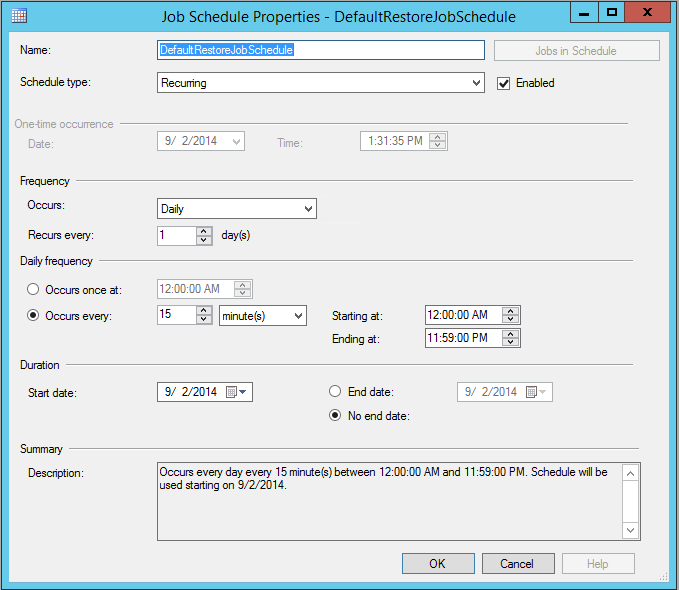 Job Schedule Properties - DefaultRestoreJobSchedule
Name: DefaultRestoreJobSchedule Jobs in Schedule
Schedule type: Recurring Enabled
One-time occurrence
Date: 9/ 2/2014 Time: 1:31:35 PM
Frequency
Occurs: Daily
Recurs every: 1 day(s)
Daily frequency
Occurs once at: 12:00:00 AM
Occurs every: 15 minute(s) Starting at: 12:00:00 AM
Ending at: 11:59:00 PM
Duration
Start date: 9/ 2/2014 End date: 9/ 2/2014
No end date:
Summary
Description: Occurs every day every 15 minute(s) between 12:00:00 AM and 11:59:00 PM. Schedule will be
used starting on 9/2/2014.
OK Cancel Help